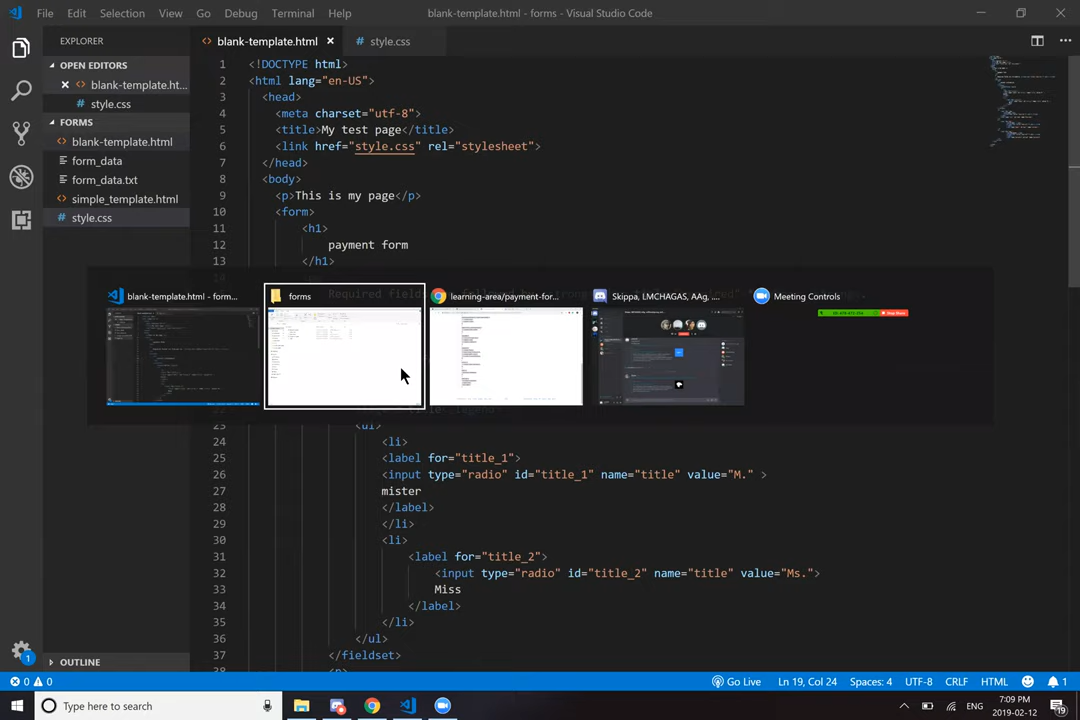 File Edit Selection View Go Debug Terminal Help
blank-template.html - forms - Visual Studio Code
EXPLORER
OPEN EDITORS
blank-template.ht...
style.css
FORMS
blank-template.html
form_data
form_data.txt
simple_template.html
style.css
OUTLINE
blank-template.html
style.css
1 <!DOCTYPE html>
2 <html lang="en-US">
3 <head>
4 <meta charset="utf-8">
5 <title>My test page</title>
6 <link href="style.css" rel="stylesheet">
7 </head>
8 <body>
9 <p>This is my page</p>
10 <form>
11 <h1>
12 payment form
13 </h1>
blank-template.html - form...
forms
learning-area/payment-for...
Skippa, LMCHAGAS, AAg, ....
Meeting Controls
23 <ul>
24 <li>
25 <label for="title_1">
26 <input type="radio" id="title_1" name="title" value="M." >
27 mister
28 </label>
29 </li>
30 <li>
31 <label for="title_2">
32 <input type="radio" id="title_2" name="title" value="Ms.">
33 Miss
34 </label>
35 </li>
36 </ul>
37 </fieldset>
38 <p>
0 0
Go Live Ln 19, Col 24 Spaces: 4 UTF-8 CRLF HTML 1
1
Type here to search
ENG
7:09 PM
2019-02-12
19